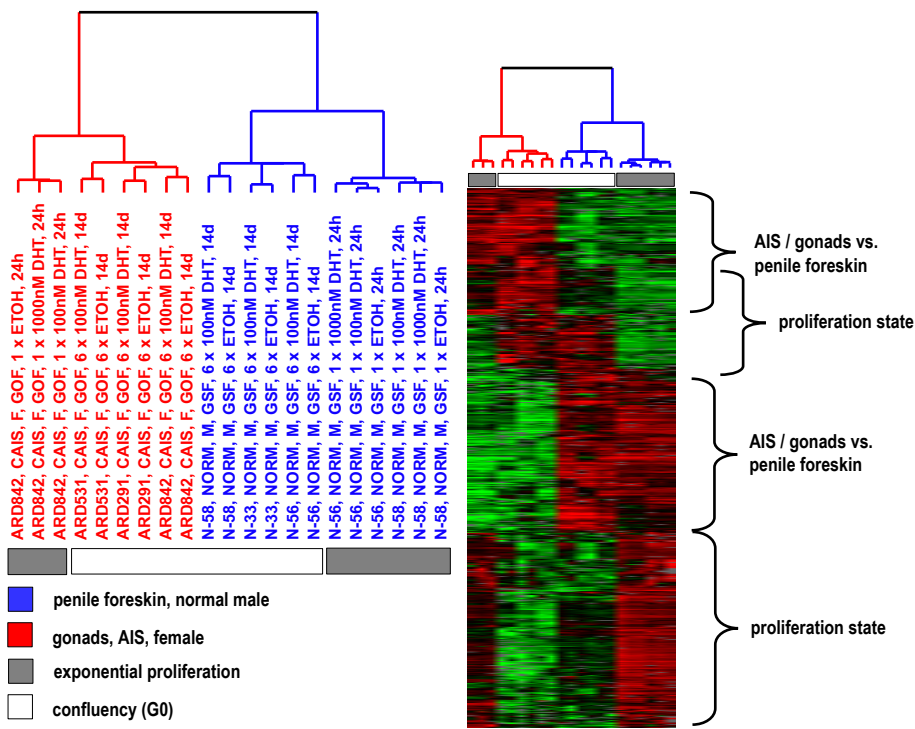 ARD842, CAIS, F, GOF, 1 x ETOH, 24h
ARD842, CAIS, F, GOF, 1 x 1000nM DHT, 24h
ARD842, CAIS, F, GOF, 1 x 100nM DHT, 24h
ARD531, CAIS, F, GOF, 6 x 100nM DHT, 14d
ARD531, CAIS, F, GOF, 6 x ETOH, 14d
ARD291, CAIS, F, GOF, 6 x 100nM DHT, 14d
ARD291, CAIS, F, GOF, 6 x ETOH, 14d
ARD842, CAIS, F, GOF, 6 x 100nM DHT, 14d
ARD842, CAIS, F, GOF, 6 x ETOH, 14d
N-58, NORM, M, GSF, 6 x 100nM DHT, 14d
N-58, NORM, M, GSF, 6 x ETOH, 14d
N-33, NORM, M, GSF, 6 x 100nM DHT, 14d
N-33, NORM, M, GSF, 6 x ETOH, 14d
N-56, NORM, M, GSF, 6 x 100nM DHT, 14d
N-56, NORM, M, GSF, 6 x ETOH, 14d
N-56, NORM, M, GSF, 1 x 1000nM DHT, 24h
N-56, NORM, M, GSF, 1 x 100nM DHT, 24h
N-56, NORM, M, GSF, 1 x ETOH, 24h
N-58, NORM, M, GSF, 1 x 100nM DHT, 24h
N-58, NORM, M, GSF, 1 x 1000nM DHT, 24h
N-58, NORM, M, GSF, 1 x ETOH, 24h
penile foreskin, normal male
gonads, AIS, female
exponential proliferation
confluency (G0)
AIS / gonads vs.
penile foreskin
proliferation state
AIS / gonads vs.
penile foreskin
proliferation state